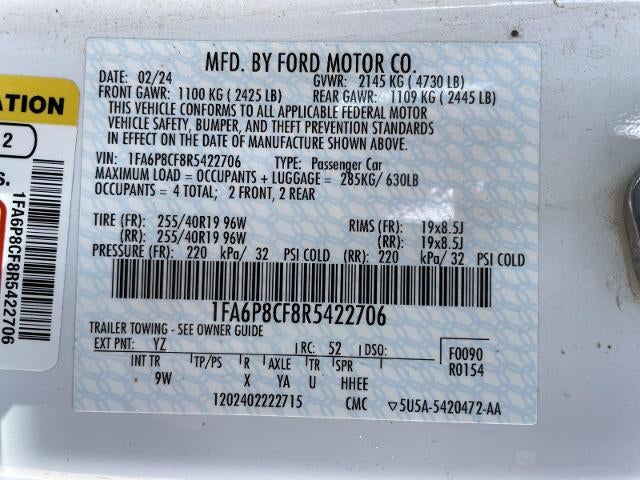 MFD. BY FORD MOTOR CO.
DATE: 02/24 GVWR: 2145 KG ( 4730 LB)
FRONT GAWR: 1100 KG ( 2425 LB) REAR GAWR: 1109 KG ( 2445 LB)
THIS VEHICLE CONFORMS TO ALL APPLICABLE FEDERAL MOTOR
VEHICLE SAFETY, BUMPER, AND THEFT PREVENTION STANDARDS
IN EFFECT ON THE DATE OF MANUFACTURE SHOWN ABOVE.
VIN: 1FA6P8CF8R5422706 TYPE: Passenger Car
MAXIMUM LOAD = OCCUPANTS + LUGGAGE = 285KG/ 630LB
OCCUPANTS = 4 TOTAL; 2 FRONT, 2 REAR
TIRE (FR): 255/40R19 96W RIMS (FR): 19x8.5J
(RR): 255/40R19 96W (RR): 19x8.5J
PRESSURE (FR): 220 kPa/ 32 PSI COLD (RR): 220 kPa/ 32 PSI COLD
1FA6P8CF8R5422706
TRAILER TOWING - SEE OWNER GUIDE
EXT PNT: YZ RC: 52 DSO: F0090
INT TR TP/PS R AXLE TR SPR R0154
9W X YA U HHEE
1202402222715 CMC ▽5U5A-5420472-AA
ATION
2
S.
1FA6P8CF8R5422706